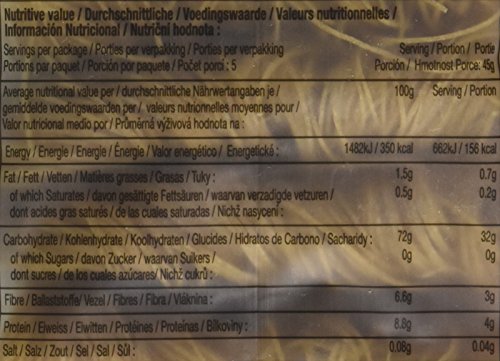 Nutritive value / Durchschnittliche / Voedingswaarde / Valeurs nutritionnelles /
Información Nutricional / Nutriční hodnota :
Servings per package / Porties per verpakking / Porties per verpakking Serving / Portion / Portie
Portions par paquet / Porción por paquete / Počet porci : 5 Porción / Hmotnost Porce: 45g
Average nutritional value per / durchschnittliche Nährwertangaben je / 100g Serving / Portion
gemiddelde voedingswaarden per / valeurs nutritionnelles moyennes pour /
Valor nutricional medio por / Průměrná výživová hodnota na :
Energy / Energie / Energie / Énergie / Valor energético / Energetické : 1482kJ / 350 kcal 662kJ / 156 kcal
Fat / Fett / Vetten / Matières grasses / Grasas / Tuky : 1.5g 0.7g
of which Saturates / davon gesättigte Fettsäuren / waarvan verzadigde vetzuren / 0.5g 0.2g
dont acides gras saturés / de las cuales saturadas / Nichž nasycení :
Carbohydrate / Kohlenhydrate / Koolhydraten / Glucides / Hidratos de Carbono / Sacharidy : 72g 32g
of which Sugars / davon Zucker / waarvan Suikers / 0g 0g
dont sucres / de los cuales azúcares/ Nichž cukrů :
Fibre / Ballaststoffe/ Vezel / Fibres / Fibra / Vláknina : 6.6g 3g
Protein / Eiweiss / Eiwitten / Protéines / Proteínas / Bílkoviny : 8.8g 4g
Salt / Salz / Zout / Sel / Sal / Sůl : 0.08g 0.04g